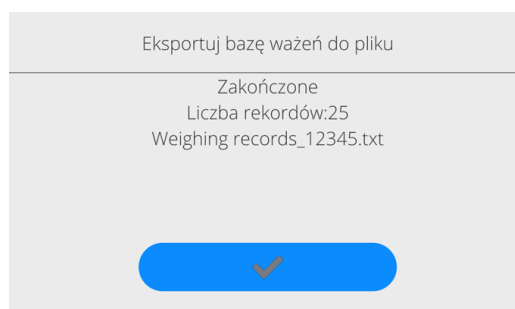 Eksportuj bazę ważeń do pliku
Zakończone
Liczba rekordów:25
Weighing records_12345.txt